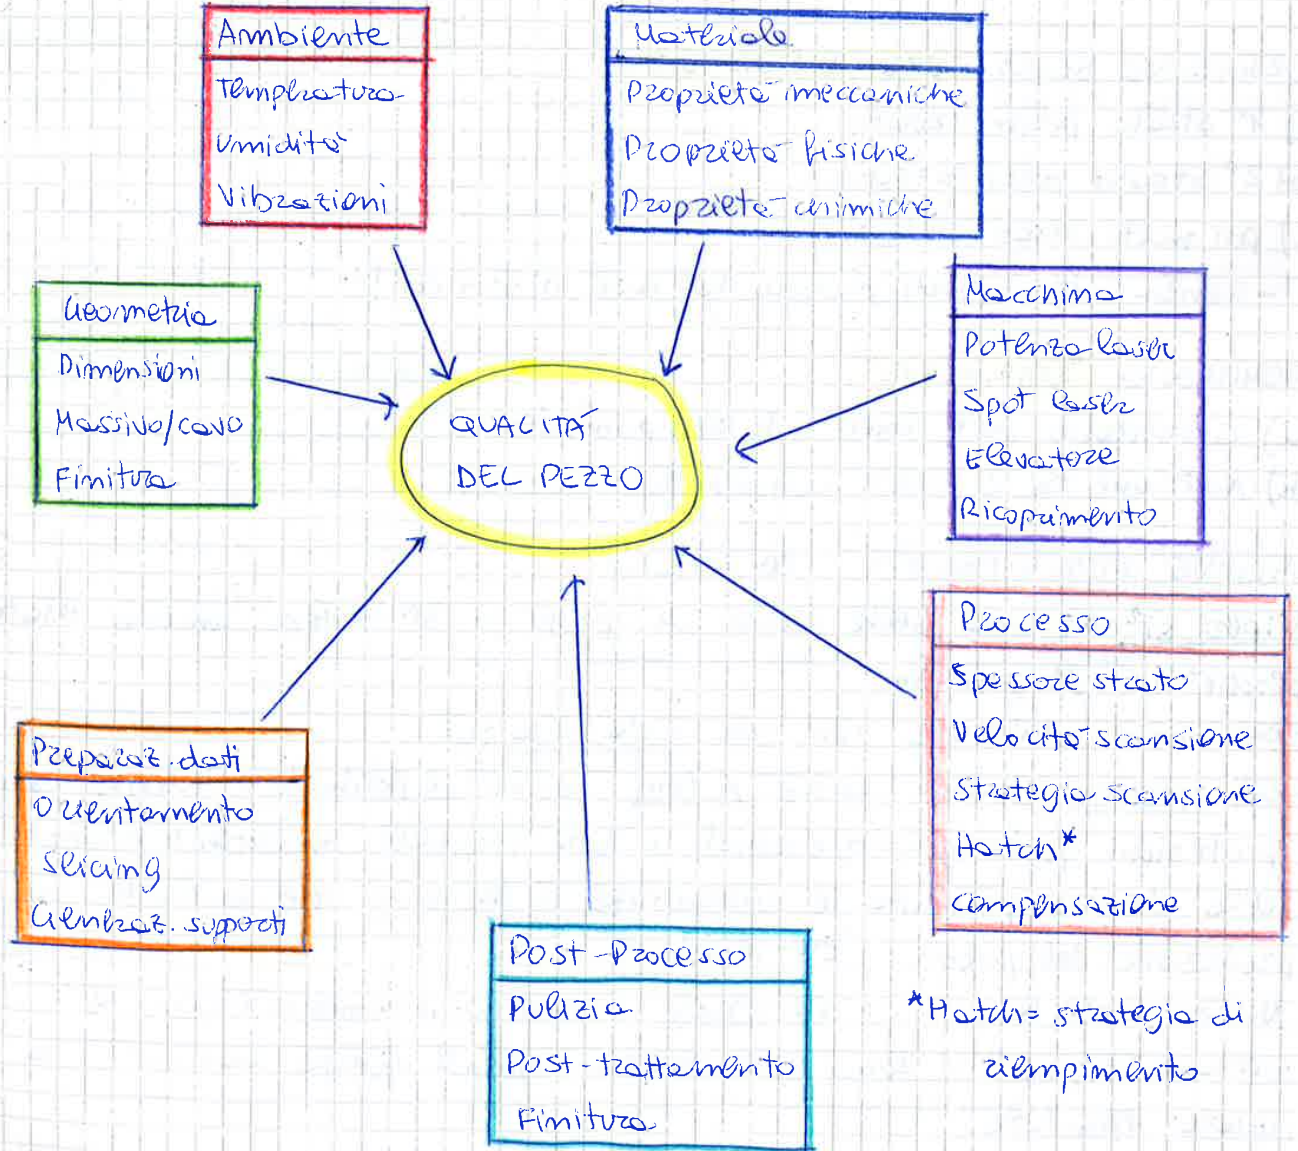 Ambiente
Temperatura
Umidità
Vibrazioni
Materiale
Proprietà meccaniche
Proprietà fisiche
Proprietà chimiche
Geometria
Dimensioni
Massivo/cavo
Finitura
QUALITÀ
DEL PEZZO
Macchina
Potenza laser
Spot laser
Elevatore
Ricoprimento
Processo
Spessore strato
Velocità scansione
Strategia scansione
Hatch*
Compensazione
Preparaz. dati
Orientamento
Slicing
Generaz. supporti
Post-Processo
Pulizia
Post-trattamento
Finitura
*Hatch= strategia di
riempimento